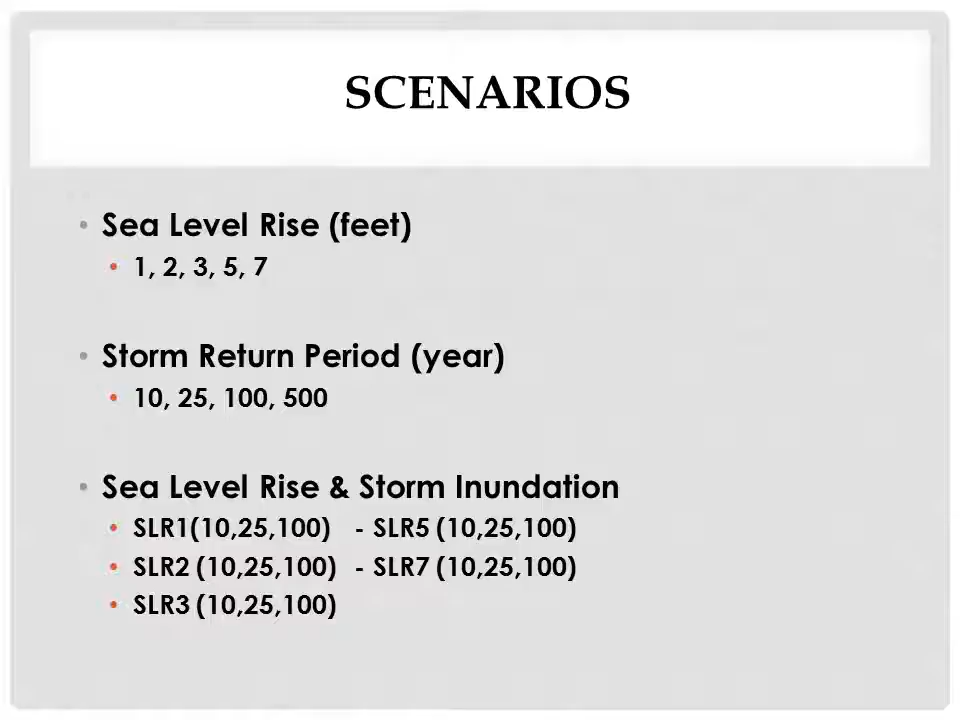 SCENARIOS
• Sea Level Rise (feet)
• 1, 2, 3, 5, 7
• Storm Return Period (year)
• 10, 25, 100, 500
• Sea Level Rise & Storm Inundation
• SLR1(10,25,100) - SLR5 (10,25,100)
• SLR2 (10,25,100) - SLR7 (10,25,100)
• SLR3 (10,25,100)